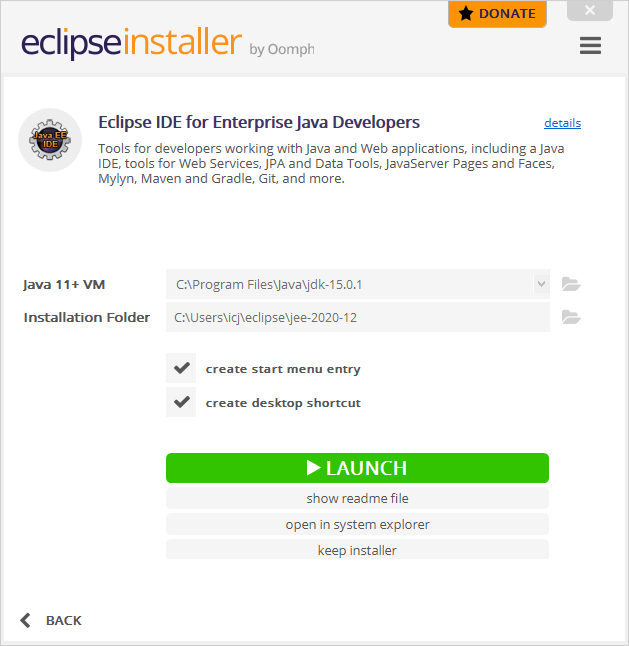 DONATE
eclipseinstaller by Oomph
Java EE
IDE
Eclipse IDE for Enterprise Java Developers
details
Tools for developers working with Java and Web applications, including a Java
IDE, tools for Web Services, JPA and Data Tools, JavaServer Pages and Faces,
Mylyn, Maven and Gradle, Git, and more.
Java 11+ VM
C:\Program Files\Java\jdk-15.0.1
Installation Folder
C:\Users\icj\eclipse\jee-2020-12
create start menu entry
create desktop shortcut
LAUNCH
show readme file
open in system explorer
keep installer
BACK